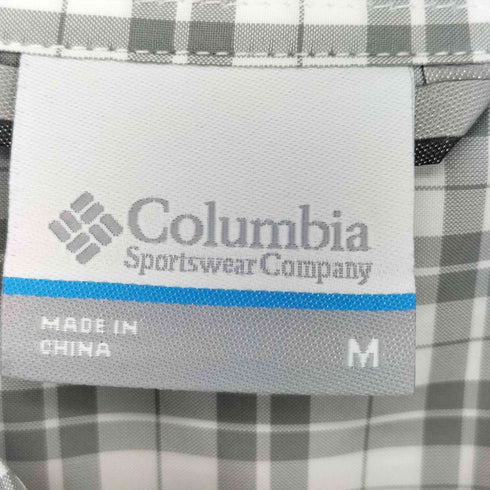 Columbia
Sportswear Company
MADE IN
CHINA
M